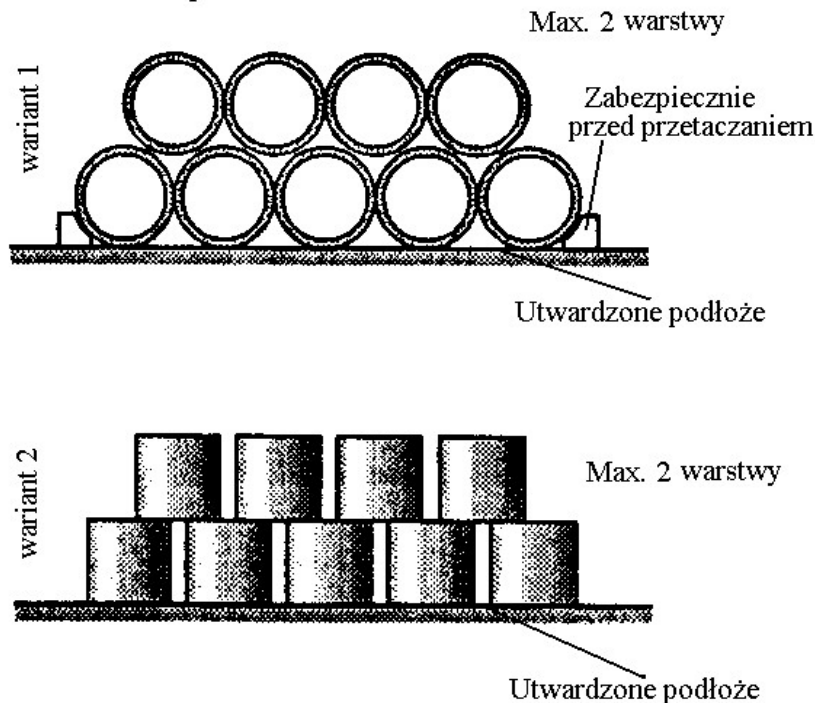 Max. 2 warstwy
wariant 1
Zabezpiecznie
przed przetaczaniem
Utwardzone podłoże
wariant 2
Max. 2 warstwy
Utwardzone podłoże